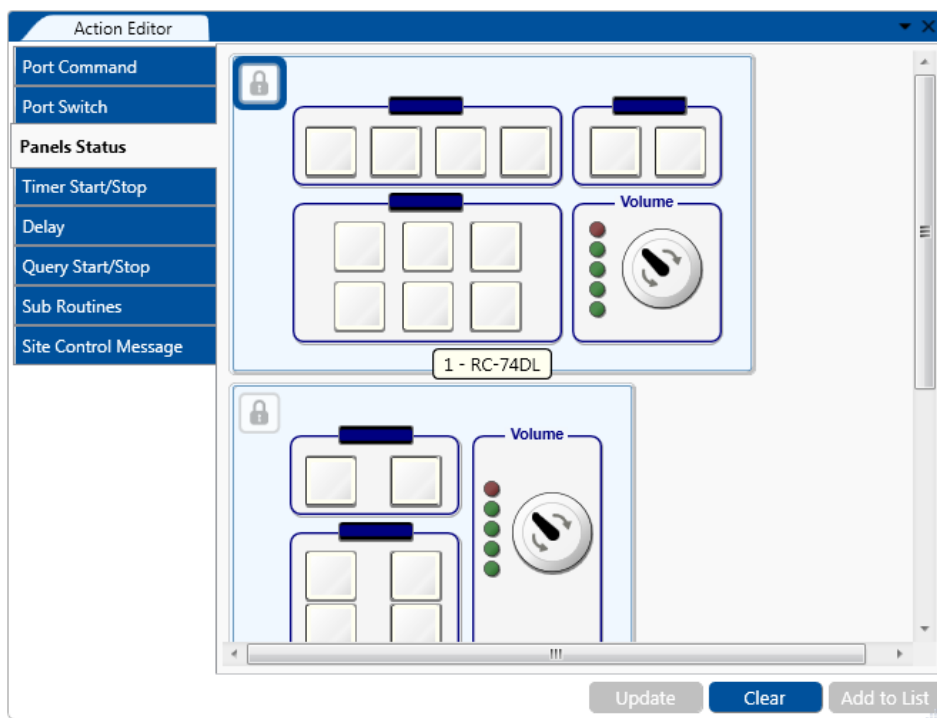 Action Editor
Port Command
Port Switch
Panels Status
Timer Start/Stop
Delay
Query Start/Stop
Sub Routines
Site Control Message
Volume
1 - RC-74DL
Volume
Update
Clear
Add to List